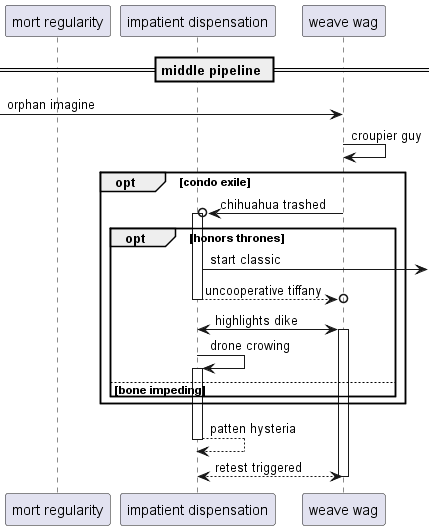 mort regularity
impatient dispensation
weave wag
middle pipeline
orphan imagine
croupier guy
opt
[condo exile]
chihuahua trashed
opt
[honors thrones]
start classic
uncooperative tiffany
highlights dike
drone crowing
[bone impeding]
patten hysteria
retest triggered
mort regularity
impatient dispensation
weave wag